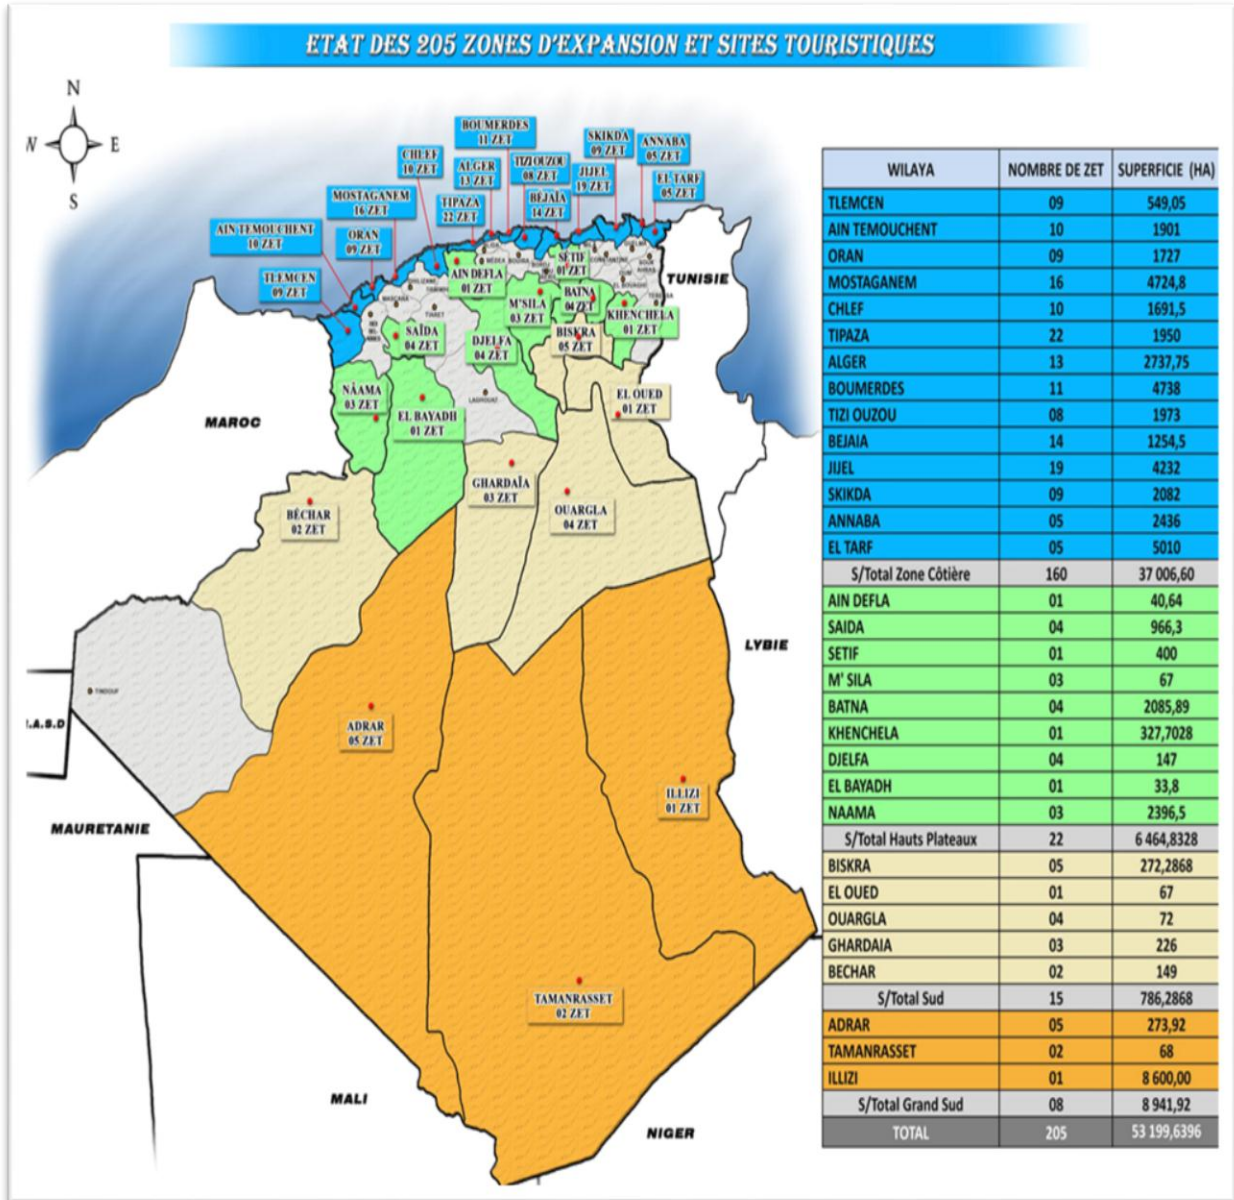 ETAT DES 205 ZONES D'EXPANSION ET SITES TOURISTIQUES
N
W
E
S
BOUMERDES
11 ZET
SKIKDA
09 ZET
ANNABA
05 ZET
CHLEF
10 ZET
ALGER
13 ZET
TIZI OUZOU
08 ZET
JIJEL
19 ZET
EL TARF
05 ZET
MOSTAGANEM
16 ZET
TIPAZA
22 ZET
BÉJAÏA
14 ZET
AIN TEMOUCHENT
10 ZET
ORAN
09 ZET
TLEMCEN
09 ZET
AIN DEFLA
01 ZET
SÉTIF
01 ZET
M'SILA
03 ZET
BATNA
04 ZET
KHENCHELA
01 ZET
SAÏDA
04 ZET
DJELFA
04 ZET
BISKRA
05 ZET
NÂAMA
03 ZET
EL BAYADH
01 ZET
EL OUED
01 ZET
GHARDAÏA
03 ZET
OUARGLA
04 ZET
BÉCHAR
02 ZET
ADRAR
05 ZET
ILLIZI
01 ZET
TAMANRASSET
02 ZET
MEDEA
BOUIRA
CONSTANTINE
GUELMA
MASCARA
TIARET
LAGHOUAT
TINDOUF
TUNISIE
MAROC
LYBIE
MAURETANIE
MALI
NIGER
WILAYA NOMBRE DE ZET SUPERFICIE (HA)
TLEMCEN 09 549,05
AIN TEMOUCHENT 10 1901
ORAN 09 1727
MOSTAGANEM 16 4724,8
CHLEF 10 1691,5
TIPAZA 22 1950
ALGER 13 2737,75
BOUMERDES 11 4738
TIZI OUZOU 08 1973
BEJAIA 14 1254,5
JIJEL 19 4232
SKIKDA 09 2082
ANNABA 05 2436
EL TARF 05 5010
S/Total Zone Côtière 160 37 006,60
AIN DEFLA 01 40,64
SAIDA 04 966,3
SETIF 01 400
M' SILA 03 67
BATNA 04 2085,89
KHENCHELA 01 327,7028
DJELFA 04 147
EL BAYADH 01 33,8
NAAMA 03 2396,5
S/Total Hauts Plateaux 22 6 464,8328
BISKRA 05 272,2868
EL OUED 01 67
OUARGLA 04 72
GHARDAIA 03 226
BECHAR 02 149
S/Total Sud 15 786,2868
ADRAR 05 273,92
TAMANRASSET 02 68
ILLIZI 01 8 600,00
S/Total Grand Sud 08 8 941,92
TOTAL 205 53 199,6396